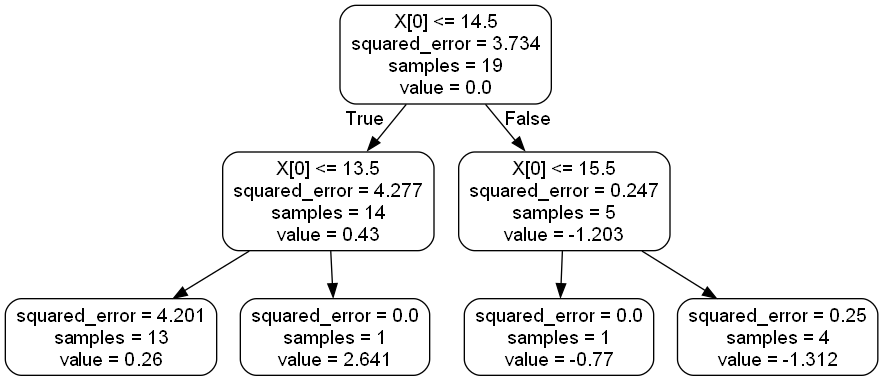 X[0] <= 14.5
squared_error = 3.734
samples = 19
value = 0.0
True
False
X[0] <= 13.5
squared_error = 4.277
samples = 14
value = 0.43
X[0] <= 15.5
squared_error = 0.247
samples = 5
value = -1.203
squared_error = 4.201
samples = 13
value = 0.26
squared_error = 0.0
samples = 1
value = 2.641
squared_error = 0.0
samples = 1
value = -0.77
squared_error = 0.25
samples = 4
value = -1.312